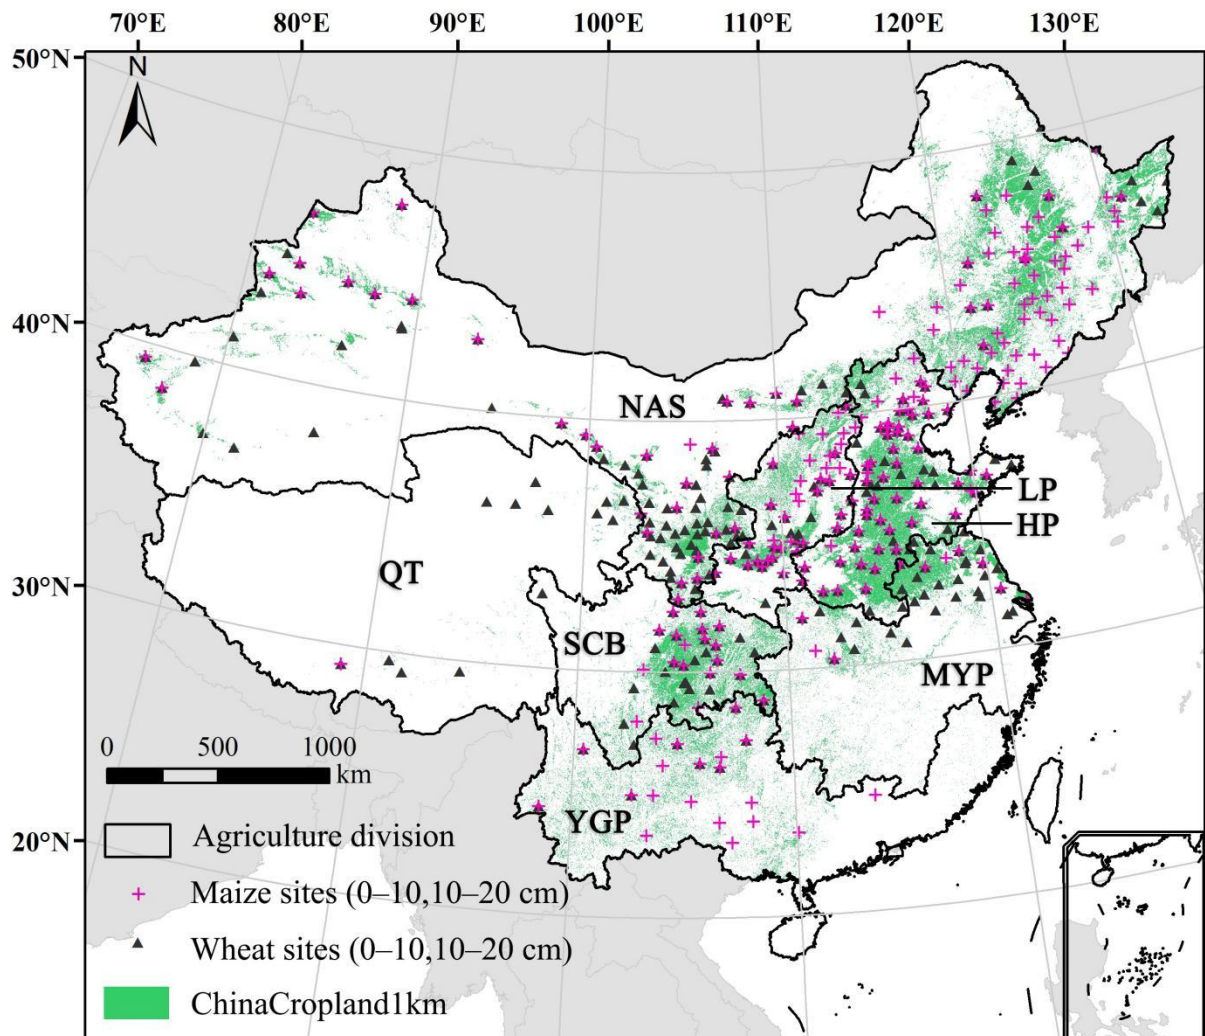 70°E 80°E 90°E 100°E 110°E 120°E 130°E
50°N
N
40°N
NAS
LP
HP
QT
30°N
SCB
MYP
0 500 1000
km
YGP
20°N
Agriculture division
Maize sites (0–10,10–20 cm)
Wheat sites (0–10,10–20 cm)
ChinaCropland1km